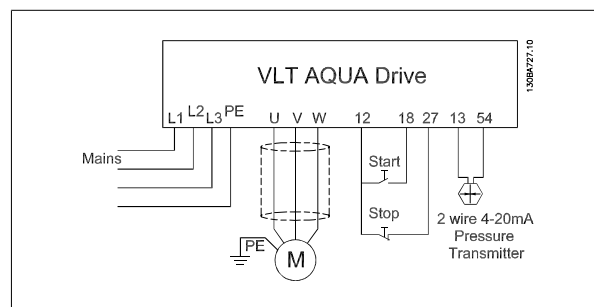 VLT AQUA Drive
130BA727.10
L1 L2 L3 PE U V W 12 18 27 13 54
Mains
Start
Stop
PE
M
2 wire 4-20mA
Pressure
Transmitter